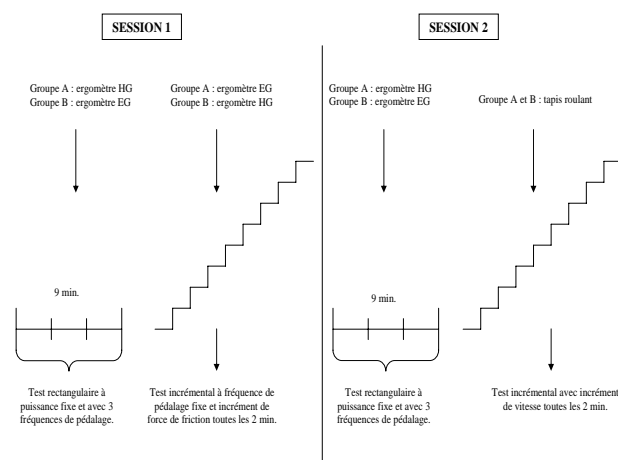 SESSION 1
Groupe A : ergomètre HG
Groupe B : ergomètre EG
Groupe A : ergomètre EG
Groupe B : ergomètre HG
9 min.
Test rectangulaire à
puissance fixe et avec 3
fréquences de pédalage.
Test incrémental à fréquence de
pédalage fixe et incrément de
force de friction toutes les 2 min.
SESSION 2
Groupe A : ergomètre HG
Groupe B : ergomètre EG
Groupe A et B : tapis roulant
9 min.
Test rectangulaire à
puissance fixe et avec 3
fréquences de pédalage.
Test incrémental avec incrément
de vitesse toutes les 2 min.